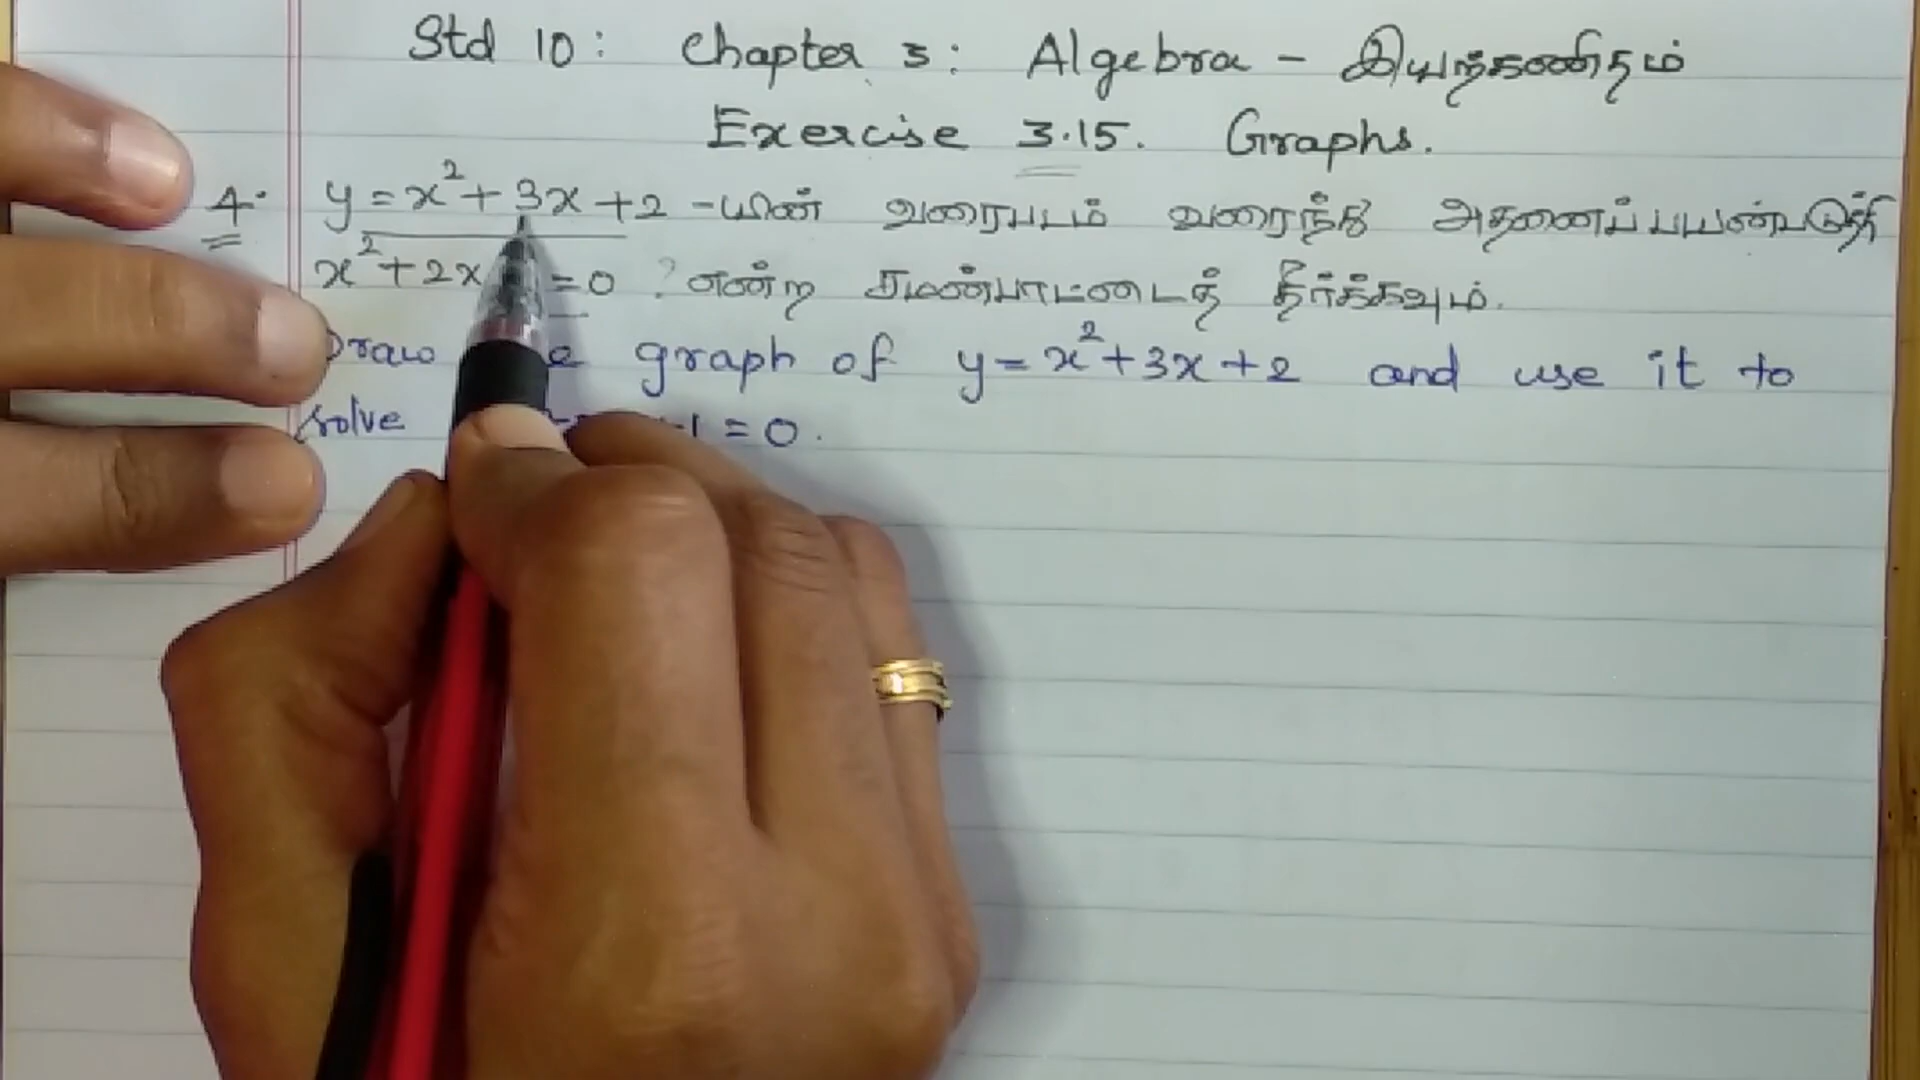 Std 10: Chapter 3: Algebra - இயற்கணிதம்
Exercise 3.15. Graphs.
4. y = x² + 3x + 2 -யின் வரைபடம் வரைந்து அதனைப் பயன்படுத்தி
x² + 2x = 0 ? என்ற சமன்பாட்டைத் தீர்க்கவும்.
Draw graph of y = x² + 3x + 2 and use it to
solve 1 = 0.